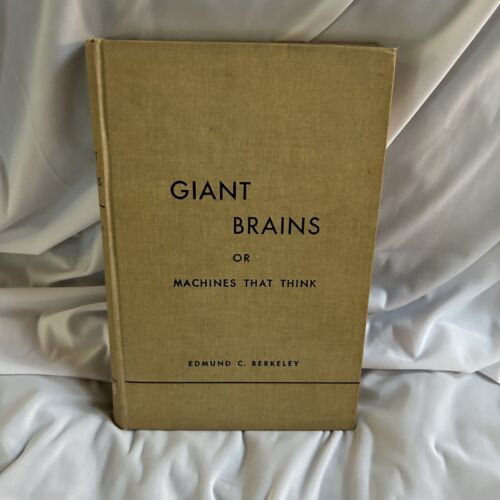 GIANT
BRAINS
OR
MACHINES THAT THINK
EDMUND C. BERKELEY